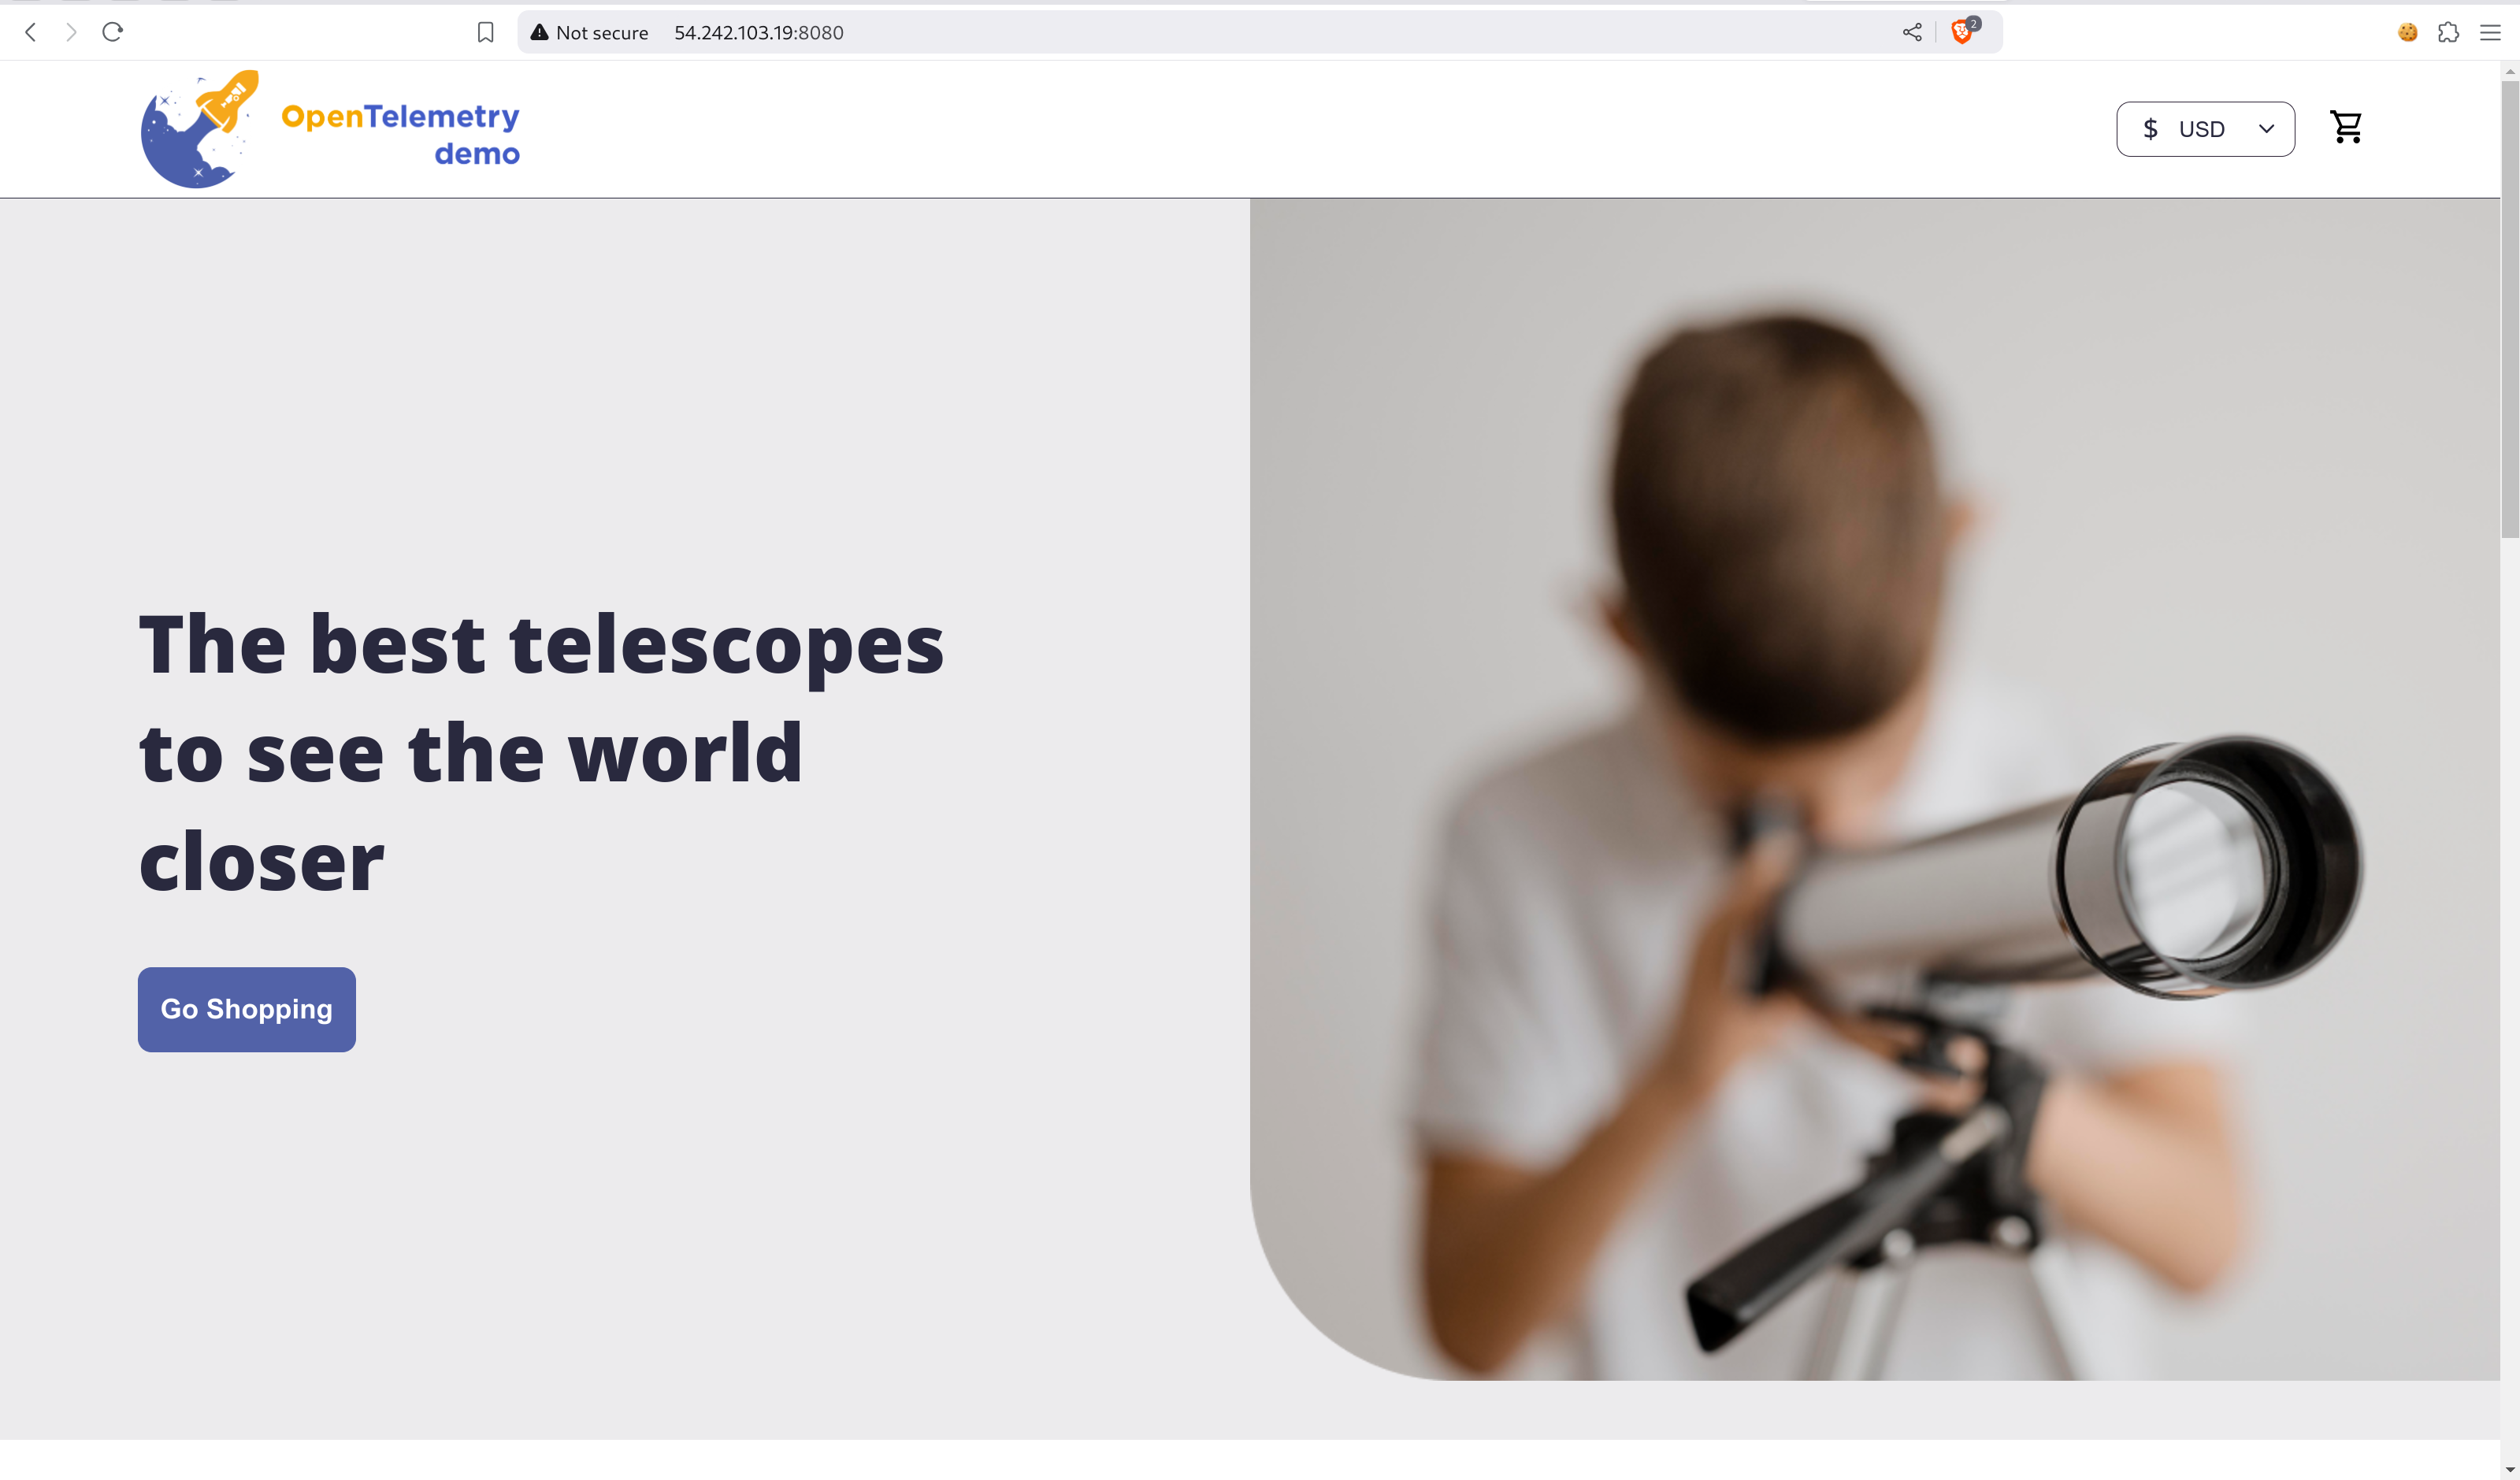 Not secure 54.242.103.19:8080
2
OpenTelemetry
demo
$ USD
The best telescopes
to see the world
closer
Go Shopping